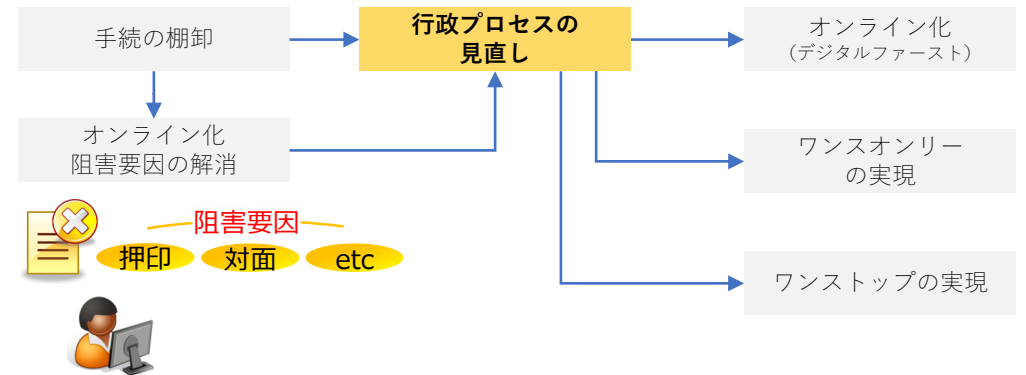 手続の棚卸
行政プロセスの
見直し
オンライン化
（デジタルファースト）
オンライン化
阻害要因の解消
ワンスオンリー
の実現
阻害要因
押印
対面
etc
ワンストップの実現